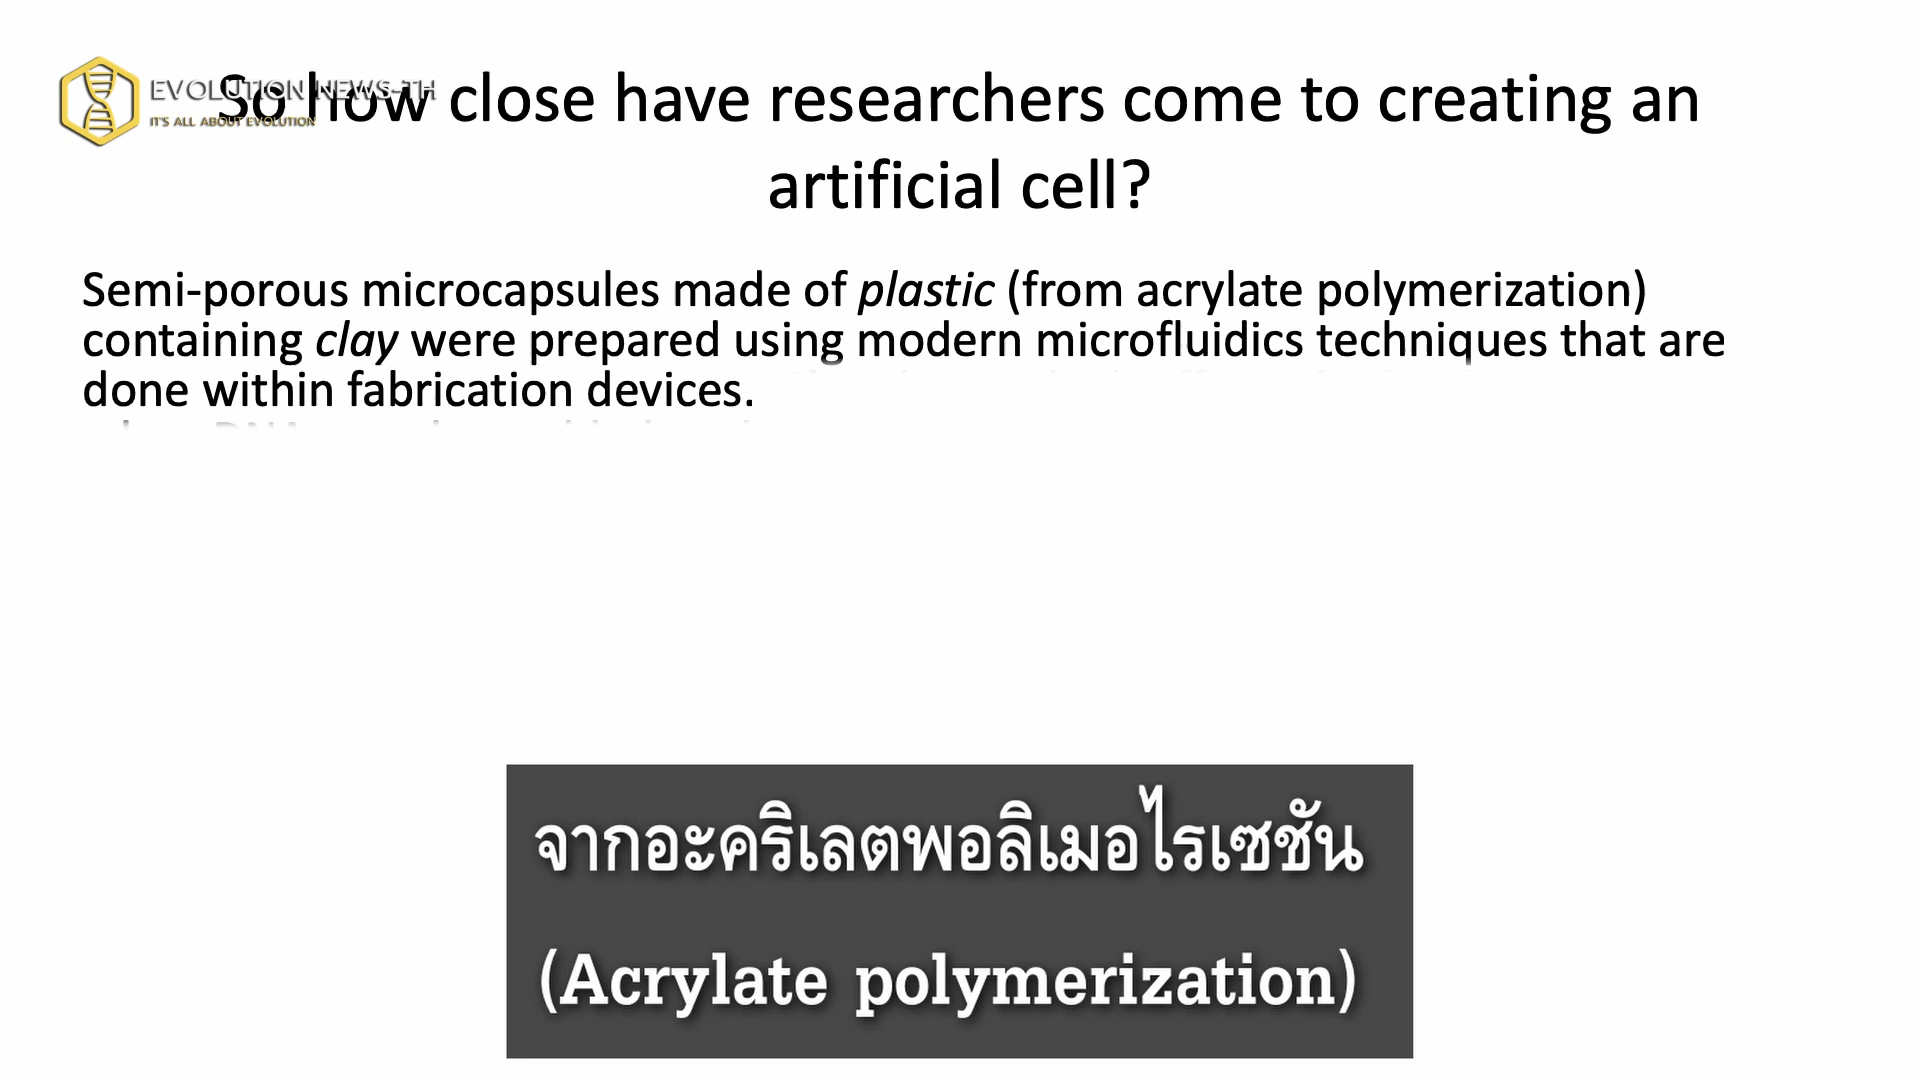 EVOLUTION NEWS-TH
IT'S ALL ABOUT EVOLUTION
So how close have researchers come to creating an
artificial cell?
Semi-porous microcapsules made of plastic (from acrylate polymerization)
containing clay were prepared using modern microfluidics techniques that are
done within fabrication devices.
จากอะคริเลตพอลิเมอไรเซชัน
(Acrylate polymerization)